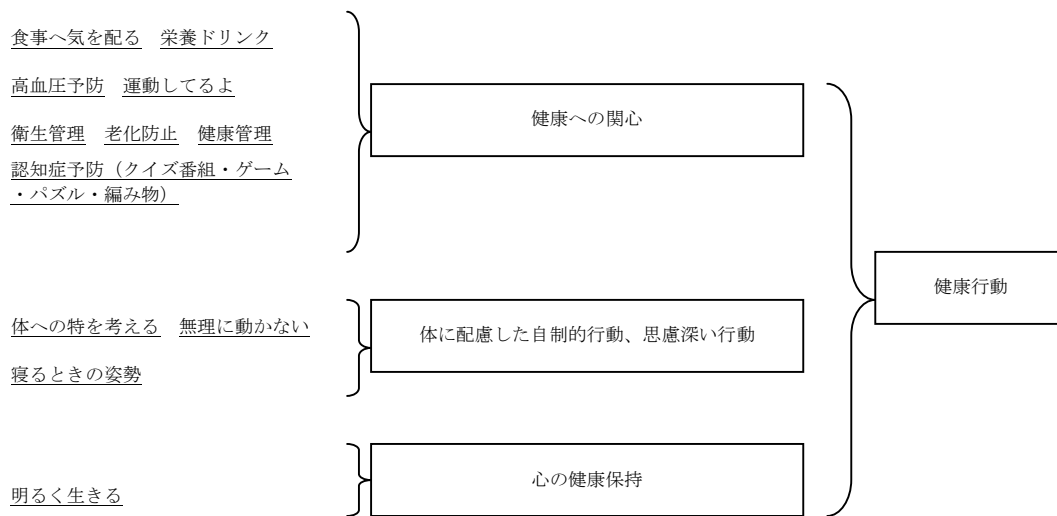 食事へ気を配る　栄養ドリンク
高血圧予防　運動してるよ
衛生管理　老化防止　健康管理
認知症予防（クイズ番組・ゲーム
・パズル・編み物）
健康への関心
体への特を考える　無理に動かない
寝るときの姿勢
体に配慮した自制的行動、思慮深い行動
明るく生きる
心の健康保持
健康行動